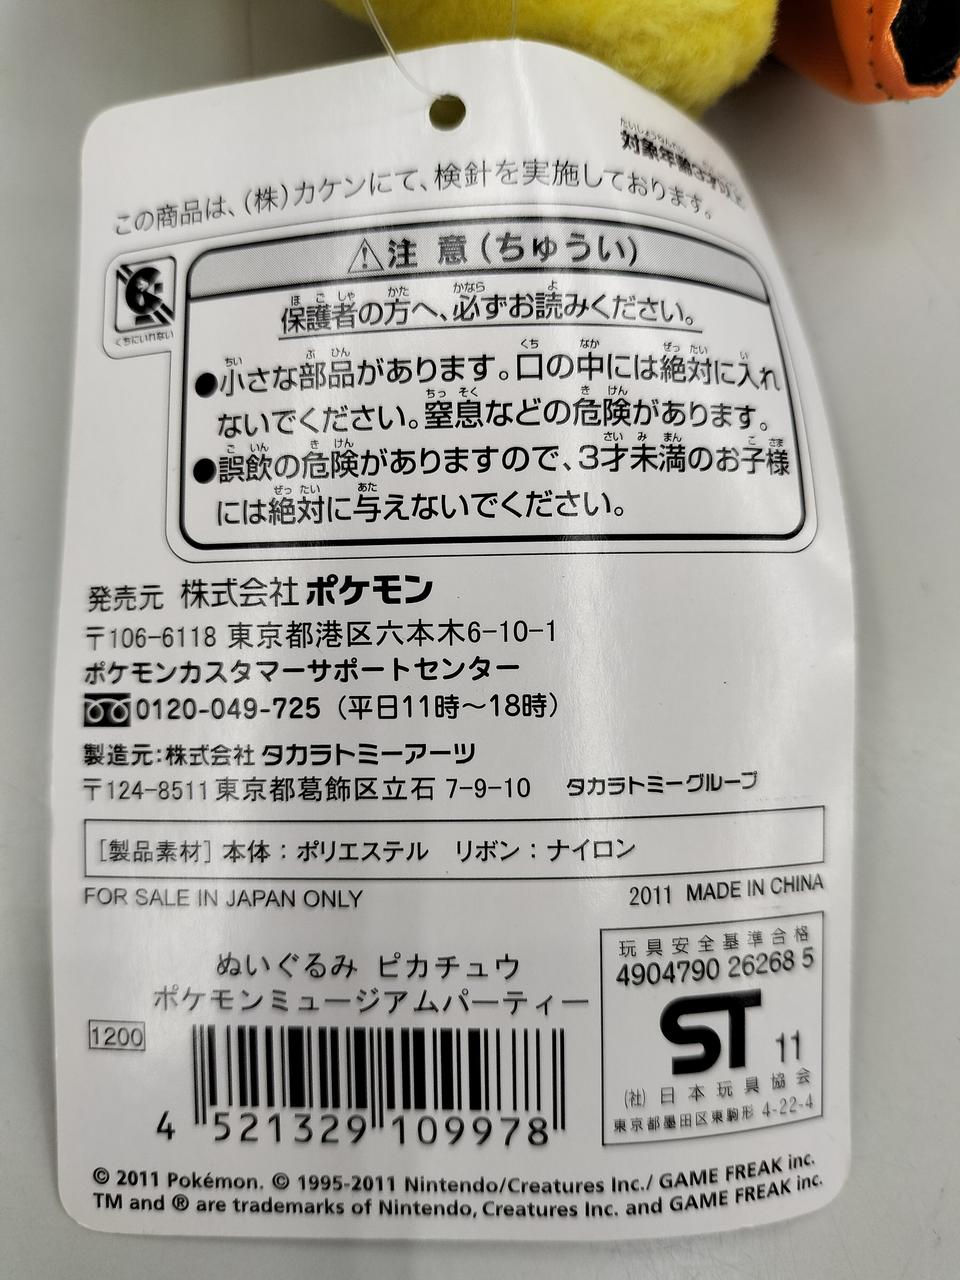 対象年齢3才以上
この商品は、(株)カケンにて、検針を実施しております。
くちにいれない
⚠注 意(ちゅうい)
保護者の方へ、必ずお読みください。
●小さな部品があります。口の中には絶対に入れ
ないでください。窒息などの危険があります。
●誤飲の危険がありますので、3才未満のお子様
には絶対に与えないでください。
発売元 株式会社ポケモン
〒106-6118 東京都港区六本木6-10-1
ポケモンカスタマーサポートセンター
0120-049-725(平日11時〜18時)
製造元:株式会社 タカラトミーアーツ
〒124-8511 東京都葛飾区立石 7-9-10 タカラトミーグループ
[製品素材] 本体:ポリエステル リボン:ナイロン
FOR SALE IN JAPAN ONLY
2011 MADE IN CHINA
ぬいぐるみ ピカチュウ
ポケモンミュージアムパーティー
1200
4 521329 109978
玩具安全基準合格
4904790 26268 5
ST 11
(社) 日本玩具協会
東京都墨田区東駒形 4-22-4
© 2011 Pokémon. © 1995-2011 Nintendo/Creatures Inc./ GAME FREAK inc.
TM and ® are trademarks of Nintendo, Creatures Inc. and GAME FREAK inc.